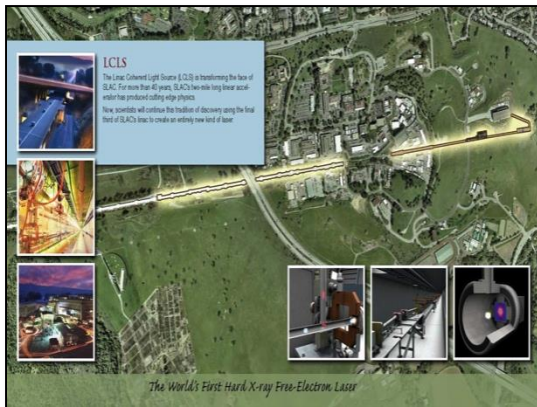 LCLS
The Linac Coherent Light Source (LCLS) is transforming the face of
SLAC. For more than 40 years, SLAC's two-mile long linear accel-
erator has produced cutting edge physics.
Now, scientists will continue this tradition of discovery using the final
third of SLAC's linac to create an entirely new kind of laser.
The World's First Hard X-ray Free-Electron Laser